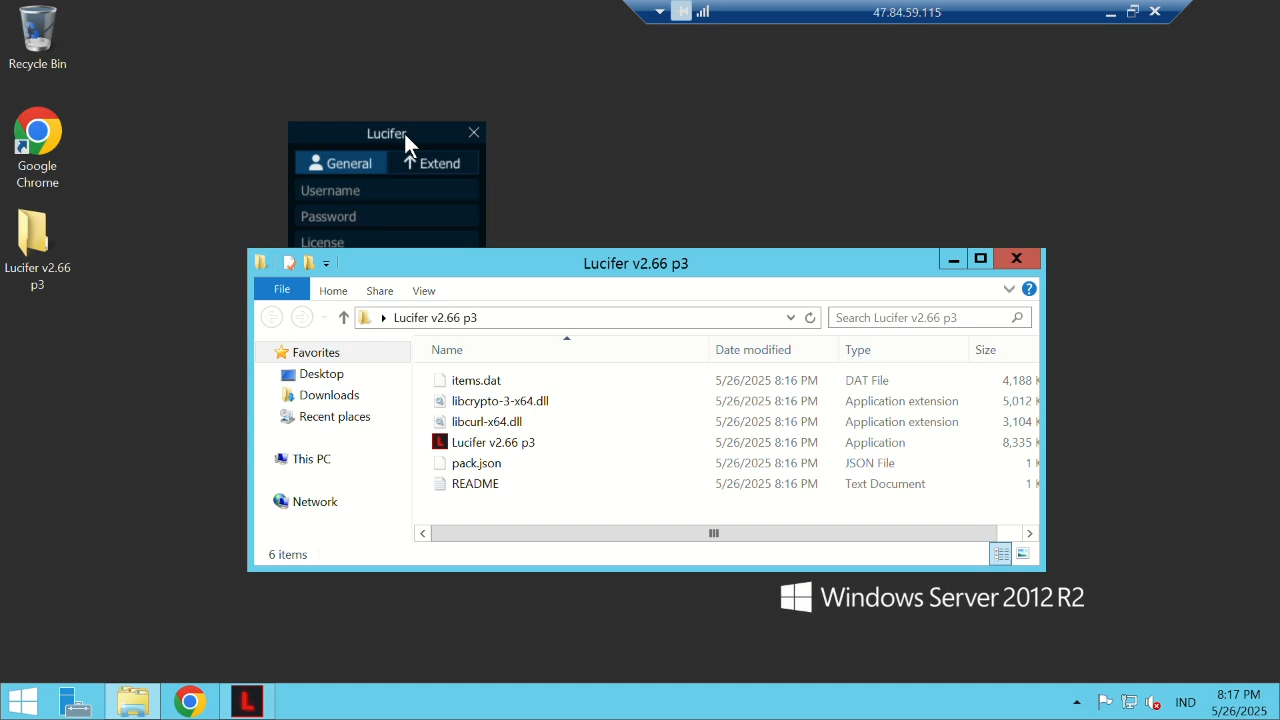 47.84.59.115
Recycle Bin
Google
Chrome
Lucifer v2.66
p3
Lucifer
General Extend
Username
Password
License
Lucifer v2.66 p3
File Home Share View
Lucifer v2.66 p3 Search Lucifer v2.66 p3
Favorites
Desktop
Downloads
Recent places
This PC
Network
Name Date modified Type Size
items.dat 5/26/2025 8:16 PM DAT File 4,188 K
libcrypto-3-x64.dll 5/26/2025 8:16 PM Application extension 5,012 K
libcurl-x64.dll 5/26/2025 8:16 PM Application extension 3,104 K
Lucifer v2.66 p3 5/26/2025 8:16 PM Application 8,335 K
pack.json 5/26/2025 8:16 PM JSON File 1 K
README 5/26/2025 8:16 PM Text Document 1 K
6 items
Windows Server 2012 R2
L
IND
8:17 PM
5/26/2025